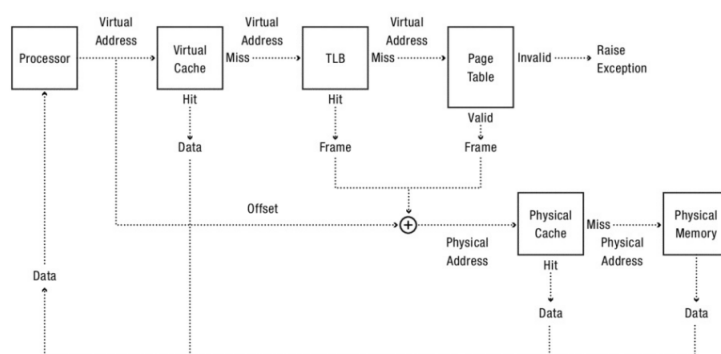 Virtual
Address
Virtual
Address
Virtual
Address
Processor
Virtual
Cache
Miss
TLB
Miss
Page
Table
Invalid
Raise
Exception
Hit
Hit
Valid
Data
Frame
Frame
Offset
+
Physical
Address
Physical
Cache
Miss
Physical
Address
Physical
Memory
Hit
Data
Data
Data